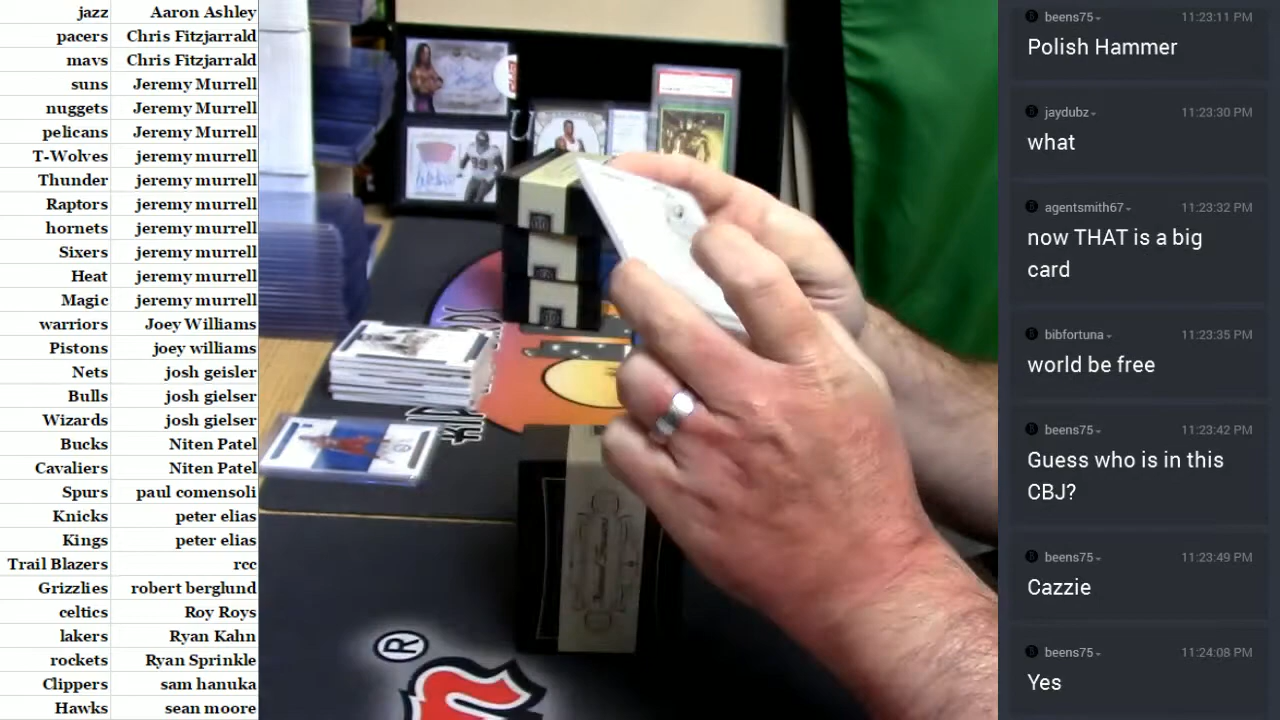 jazz Aaron Ashley
pacers Chris Fitzjarrald
mavs Chris Fitzjarrald
suns Jeremy Murrell
nuggets Jeremy Murrell
pelicans Jeremy Murrell
T-Wolves jeremy murrell
Thunder jeremy murrell
Raptors jeremy murrell
hornets jeremy murrell
Sixers jeremy murrell
Heat jeremy murrell
Magic jeremy murrell
warriors Joey Williams
Pistons joey williams
Nets josh geisler
Bulls josh gielser
Wizards josh gielser
Bucks Niten Patel
Cavaliers Niten Patel
Spurs paul comensoli
Knicks peter elias
Kings peter elias
Trail Blazers rcc
Grizzlies robert berglund
celtics Roy Roys
lakers Ryan Kahn
rockets Ryan Sprinkle
Clippers sam hanuka
Hawks sean moore
®
beens75 11:23:11 PM
Polish Hammer
jaydubz 11:23:30 PM
what
agentsmith67 11:23:32 PM
now THAT is a big
card
bibfortuna 11:23:35 PM
world be free
beens75 11:23:42 PM
Guess who is in this
CBJ?
beens75 11:23:49 PM
Cazzie
beens75 11:24:08 PM
Yes